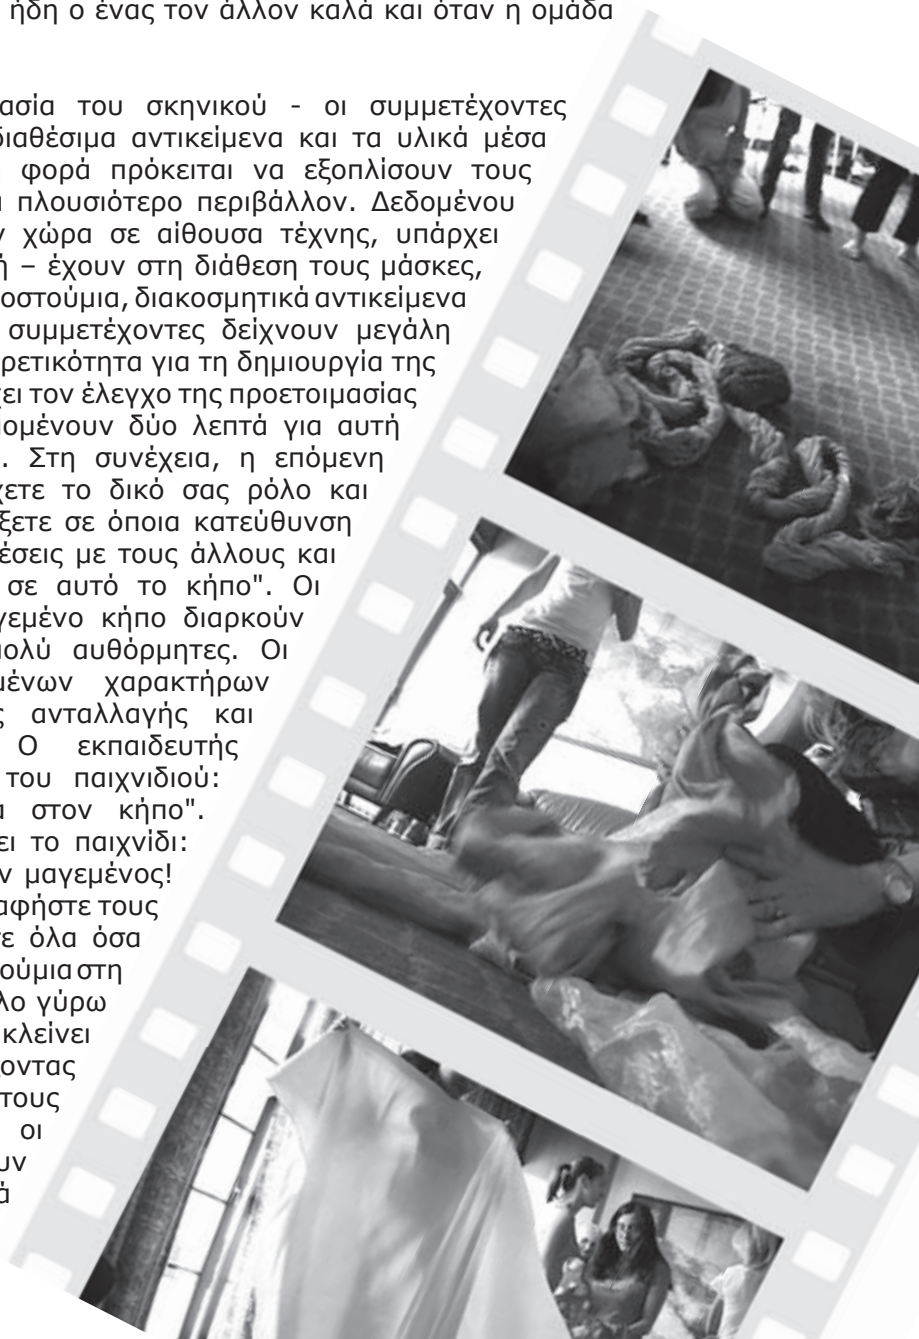 ήδη ο ένας τον άλλον καλά και όταν η ομάδα
ασία του σκηνικού - οι συμμετέχοντες
διαθέσιμα αντικείμενα και τα υλικά μέσα
φορά πρόκειται να εξοπλίσουν τους
πλουσιότερο περιβάλλον. Δεδομένου
χώρα σε αίθουσα τέχνης, υπάρχει
ή – έχουν στη διάθεση τους μάσκες,
οστούμια, διακοσμητικά αντικείμενα
συμμετέχοντες δείχνουν μεγάλη
ρετικότητα για τη δημιουργία της
ει τον έλεγχο της προετοιμασίας
ομένουν δύο λεπτά για αυτή
. Στη συνέχεια, η επόμενη
χετε το δικό σας ρόλο και
ξετε σε όποια κατεύθυνση
έσεις με τους άλλους και
σε αυτό το κήπο". Οι
γεμένο κήπο διαρκούν
πολύ αυθόρμητες. Οι
μένων χαρακτήρων
ς ανταλλαγής και
Ο εκπαιδευτής
του παιχνιδιού:
α στον κήπο".
ει το παιχνίδι:
ν μαγεμένος!
αφήστε τους
τε όλα όσα
ούμια στη
λο γύρω
κλείνει
οντας
τους
οι
υν
ά